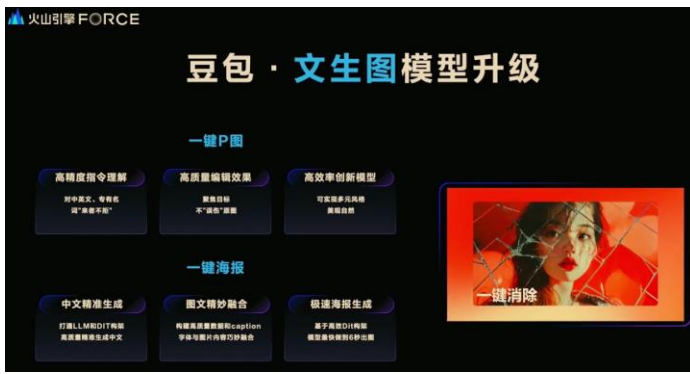 火山引擎 FORCE
豆包·文生图模型升级
一键P图
高精度指令理解
对中英文、专有名
词"来者不拒"
高质量编辑效果
聚焦目标
不"误伤"原图
高效率创新模型
可实现多元风格
美观自然
一键消除
一键海报
中文精准生成
打通LLM和DIT构架
高质量精准生成中文
图文精妙融合
构建高质量数据和caption
字体与图片内容巧妙融合
极速海报生成
基于高效Dit构架
模型最快做到6秒出图